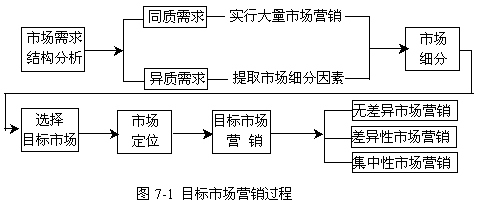 同质需求 实行大量市场营销
市场需求
结构分析
市场
细分
异质需求 提取市场细分因素
选择
目标市场
市场
定位
目标市场
营 销
无差异市场营销
差异性市场营销
集中性市场营销
图 7-1 目标市场营销过程